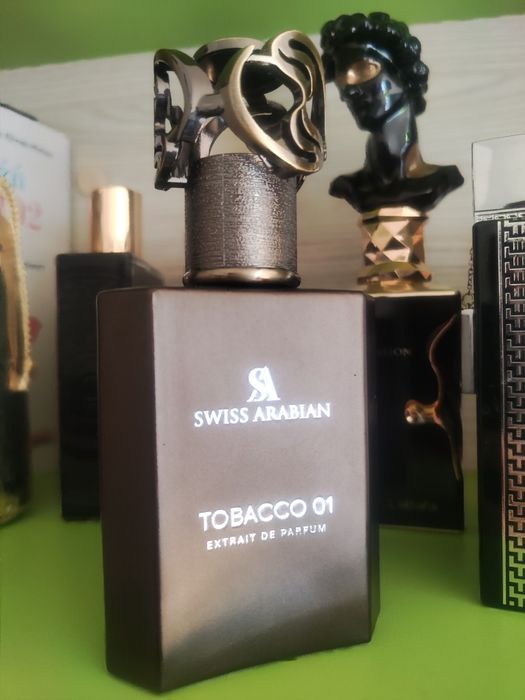 SA
SWISS ARABIAN
TOBACCO 01
EXTRAIT DE PARFUM